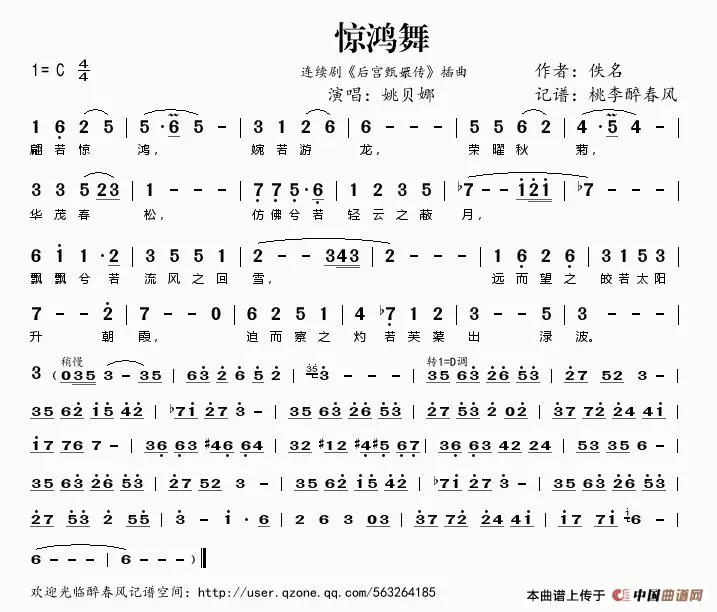 惊鸿舞
1=C 4/4
连续剧《后宫甄嬛传》插曲
作者：佚名
演唱：姚贝娜
记谱：桃李醉春风
1 6 2 5 | 5 · 6 5 - | 3 1 2 6 | 2 - - - | 5 5 6 2 | 4 · 5 4 - |
翩若惊 鸿， 婉若游 龙， 荣曜秋 菊，
3 3 5 23 | 1 - - - | 7 7 5 · 6 | 1 2 3 5 | ♭7 - - 121 | ♭7 - - - |
华茂春 松， 仿佛兮若 轻云之蔽 月，
6 1 1 · 2 | 3 5 5 1 | 2 - - 343 | 2 - - - | 1 6 2 6 | 3 1 5 3 |
飘飘兮若 流风之回 雪， 远而望之 皎若太阳
7 - - 2 | 7 - - 0 | 6 2 5 1 | 4 ♭7 1 2 | 3 - - 5 | 3 - - - |
升 朝 霞， 迫而察之 灼若芙蕖 出 渌 波。
稍慢 转1=D调
3 (035 3 - 35 | 63 2 6 5 2 | 35 3 - - - | 35 63 26 53 | 27 52 3 - |
35 62 15 42 | ♭71 27 3 - | 35 63 26 53 | 27 53 2 02 | 37 72 24 41 |
17 76 7 - | 36 63 #46 64 | 32 #12 #4#5 67 | 36 63 42 24 | 53 35 6 - |
35 63 26 53 | 27 52 3 - | 35 62 15 42 | ♭71 27 3 - | 35 63 26 53 |
27 53 2 55 | 3 - 1 · 6 | 2 6 3 03 | 37 72 24 42 | 17 71 6 - |
6 - - - | 6 - - - )‖
欢迎光临醉春风记谱空间：http://user.qzone.qq.com/563264185
本曲谱上传于 中国曲谱网